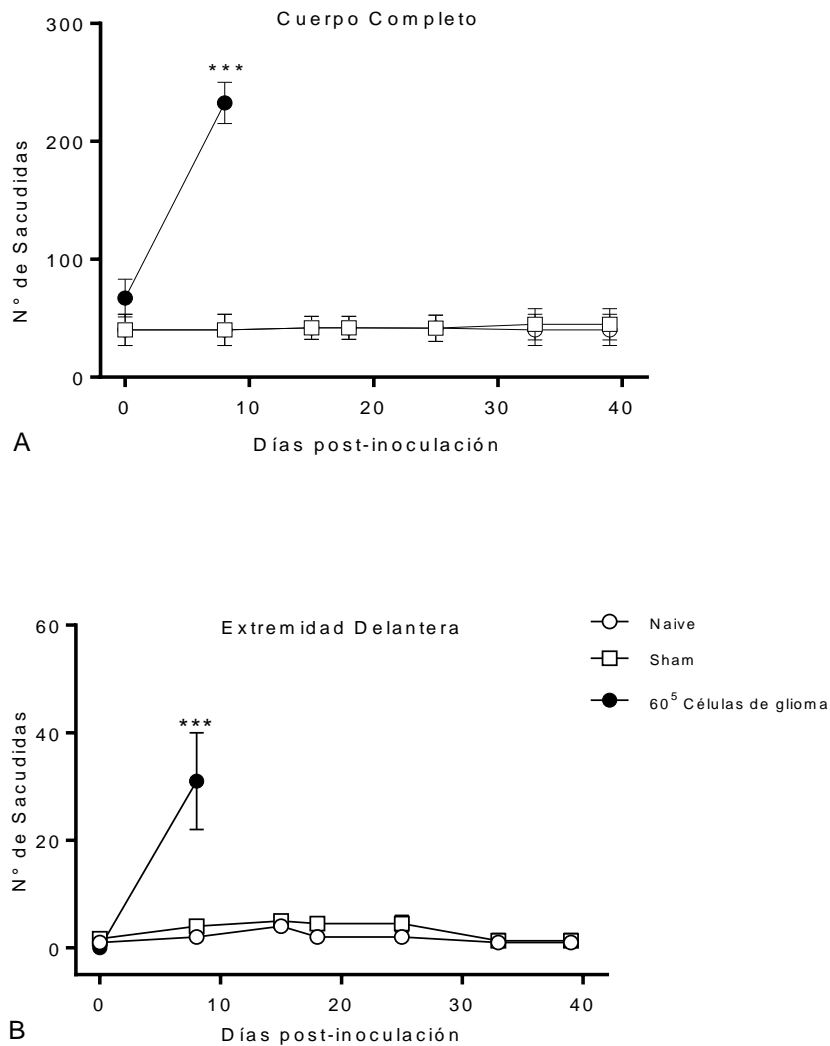 Cuerpo Completo
300
***
200
100
0
N° de Sacudidas
0 10 20 30 40
Días post-inoculación
A
Extremidad Delantera
60
***
40
20
0
N° de Sacudidas
0 10 20 30 40
Días post-inoculación
B
Naive
Sham
60⁵ Células de glioma